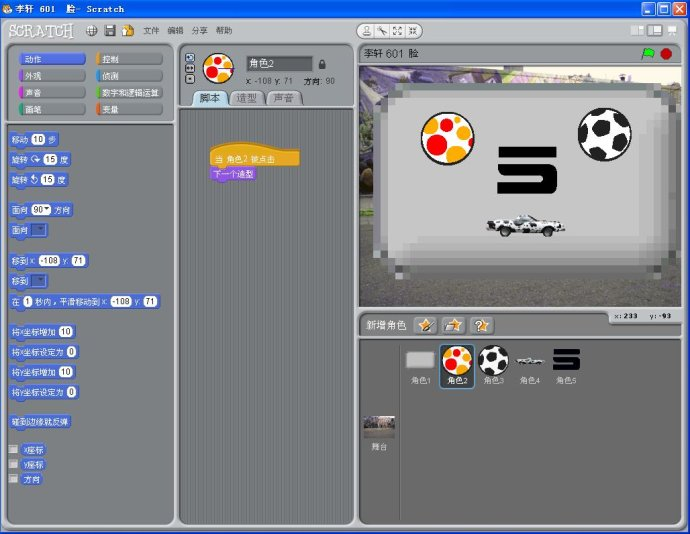 李轩 601 脸- Scratch
SCRATCH 文件 编辑 分享 帮助
动作 控制
外观 侦测
声音 数字和逻辑运算
画笔 变量
角色2
x: -108 y: 71 方向: 90
脚本 造型 声音
移动 10 步
旋转 15 度
旋转 15 度
面向 90 方向
面向
移到 x: -108 y: 71
移到
在 1 秒内，平滑移动到 x: -108 y: 71
将x坐标增加 10
将x坐标设定为 0
将y坐标增加 10
将y坐标设定为 0
碰到边缘就反弹
x座标
y座标
方向
当 角色2 被点击
下一个造型
李轩 601 脸
5
x: 233 y: -93
新增角色
角色1 角色2 角色3 角色4 角色5
舞台